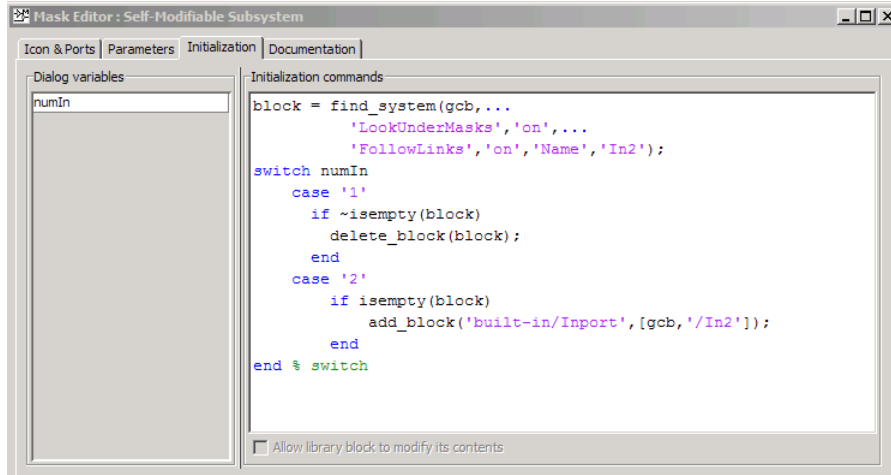 Mask Editor : Self-Modifiable Subsystem
Icon & Ports Parameters Initialization Documentation
Dialog variables
numIn
Initialization commands
block = find_system(gcb,...
'LookUnderMasks','on',...
'FollowLinks','on','Name','In2');
switch numIn
case '1'
if ~isempty(block)
delete_block(block);
end
case '2'
if isempty(block)
add_block('built-in/Inport',[gcb,'/In2']);
end
end % switch
Allow library block to modify its contents